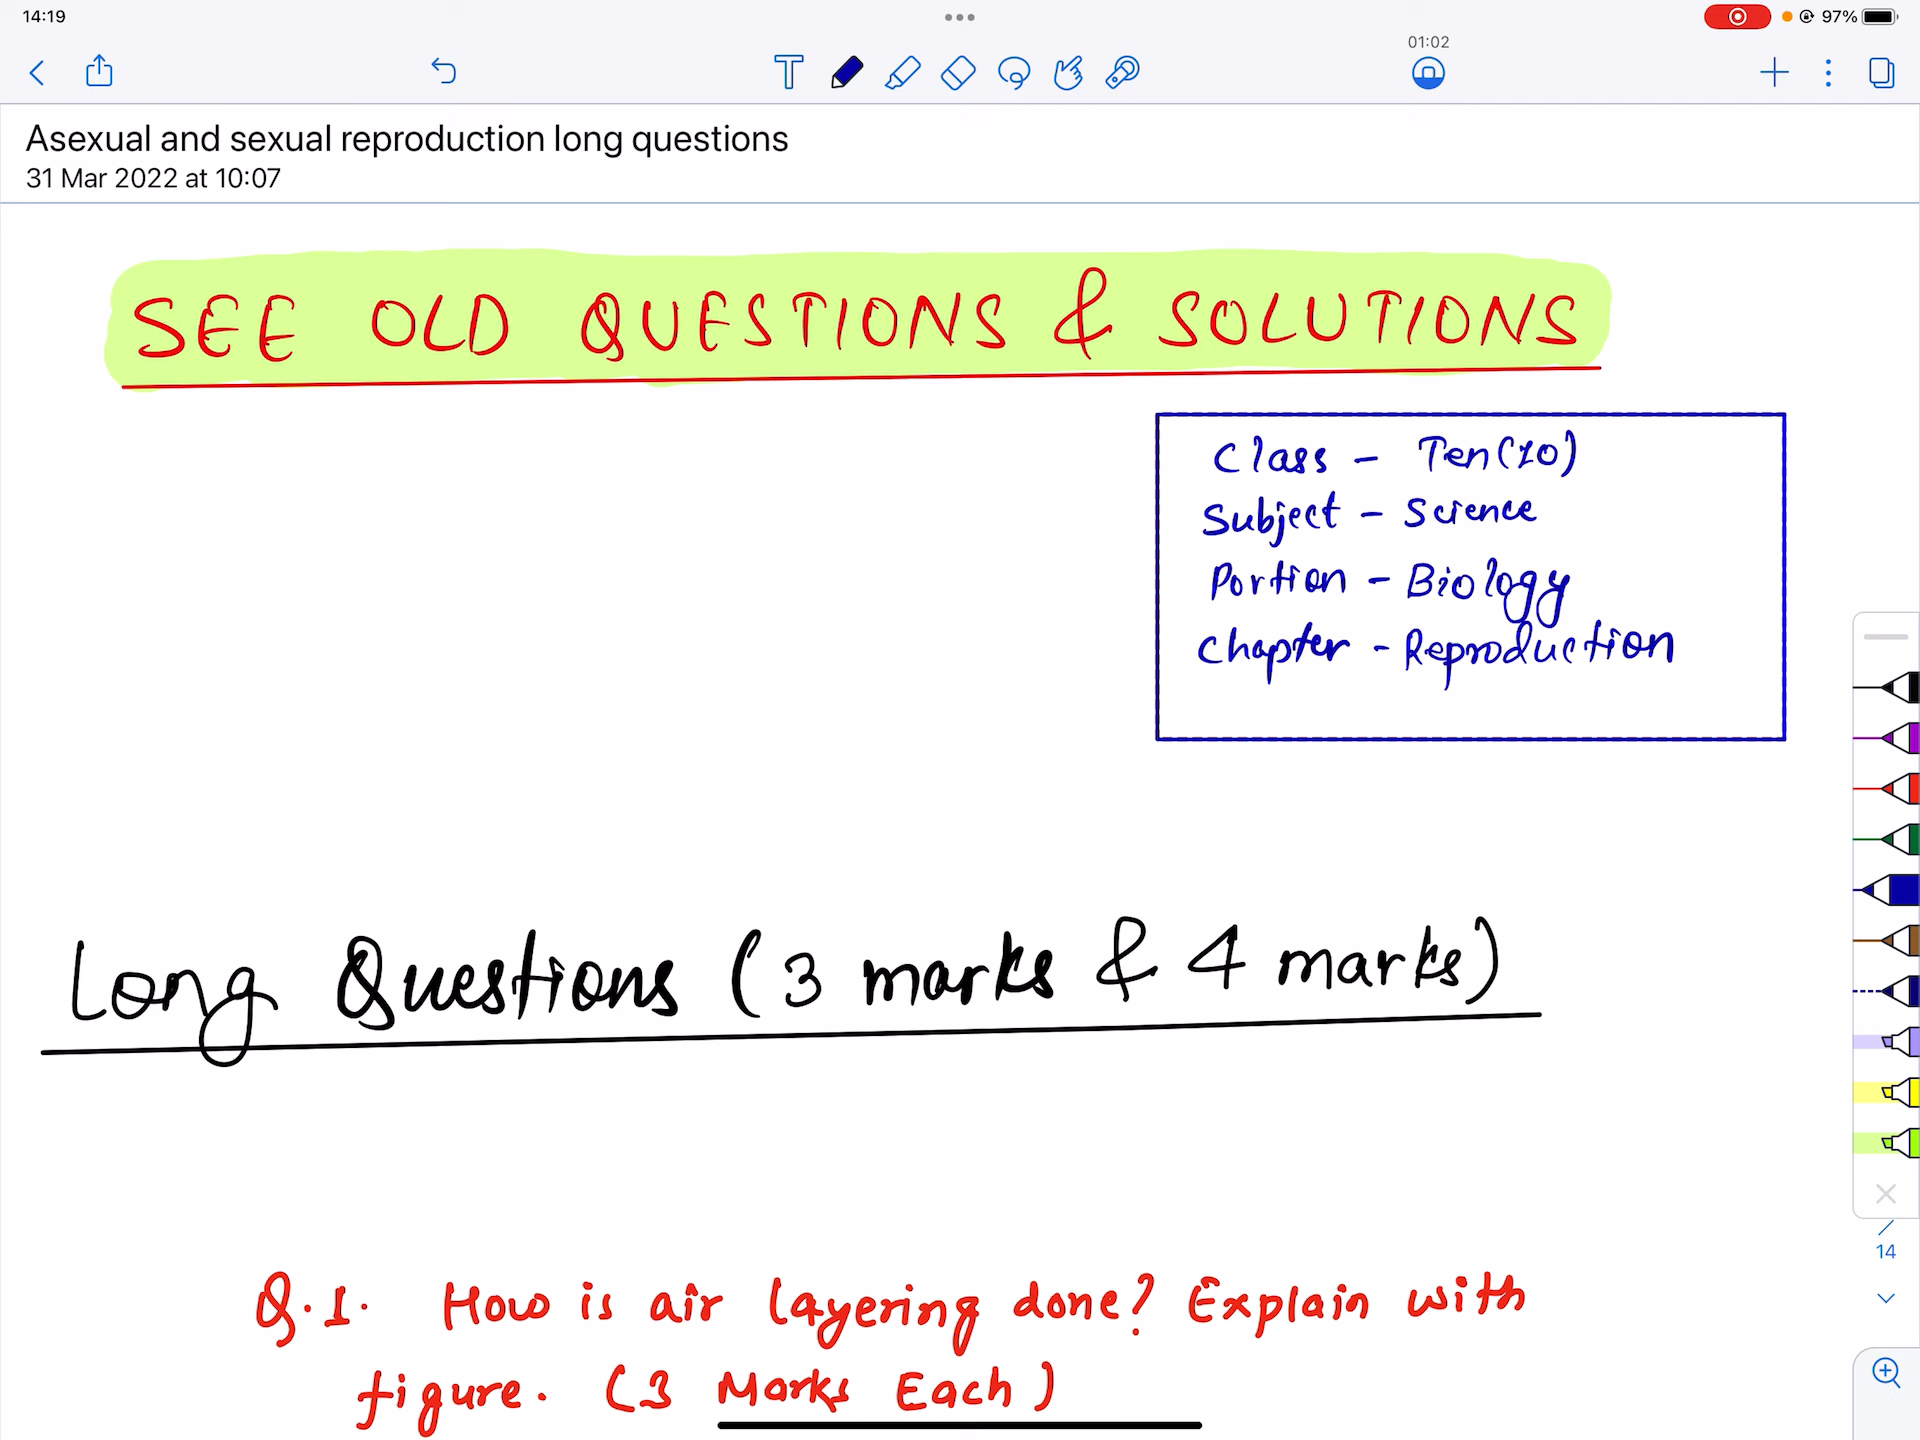 14:19
97%
01:02
Asexual and sexual reproduction long questions
31 Mar 2022 at 10:07
SEE OLD QUESTIONS & SOLUTIONS
Class - Ten(10)
Subject - Science
Portion - Biology
Chapter - Reproduction
Long Questions (3 marks & 4 marks)
14
Q.1. How is air layering done? Explain with
figure. (3 Marks Each)